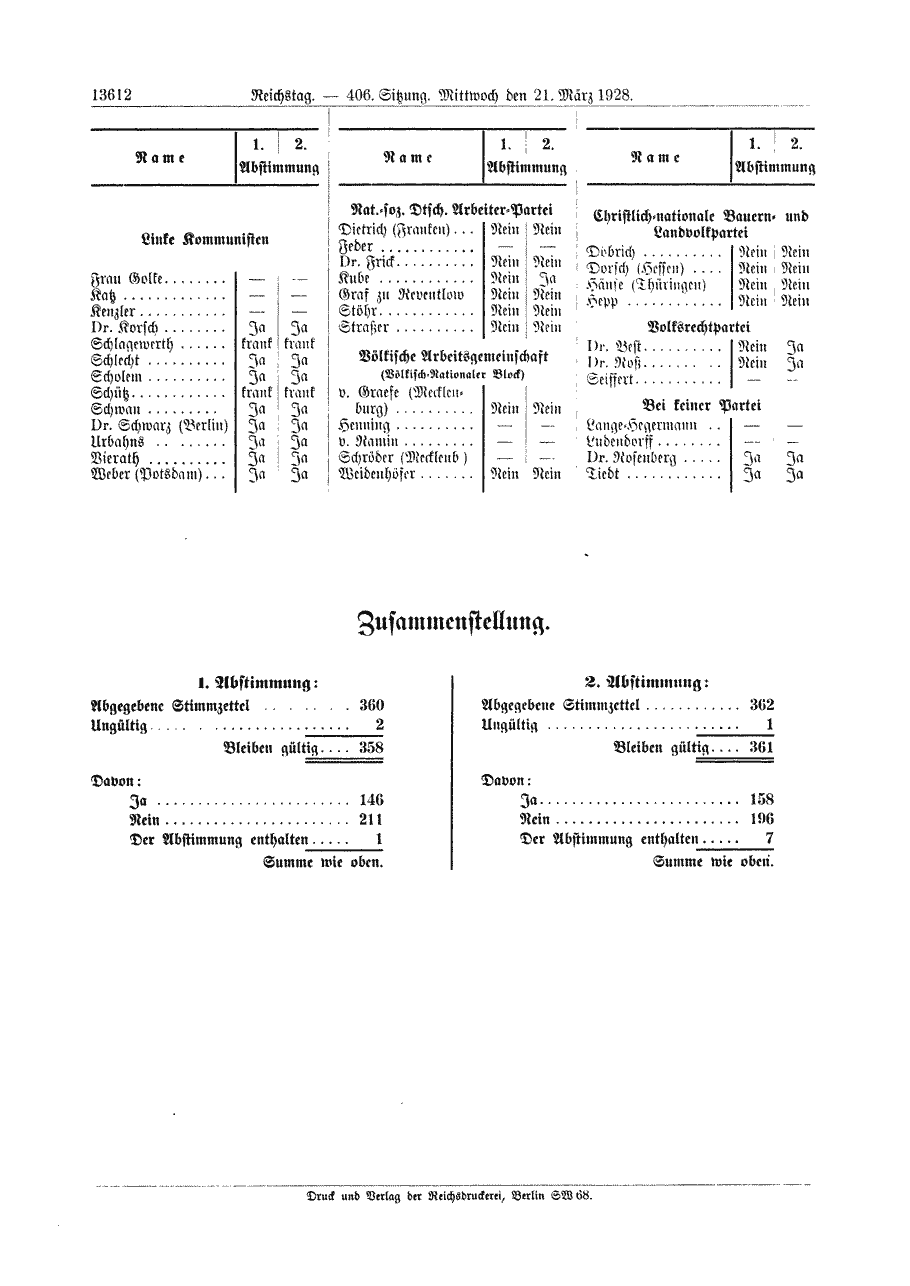 13612 Reichstag. — 406. Sitzung. Mittwoch den 21. März 1928.
Name 1. 2.
Abstimmung
Linke Kommunisten
Frau Golke........ — —
Katz ............. — —
Kenzler........... — —
Dr. Korsch ........ Ja Ja
Schlagewerth ...... krank krank
Schlecht .......... Ja Ja
Scholem .......... Ja Ja
Schütz............ krank krank
Schwan ......... Ja Ja
Dr. Schwarz (Berlin) Ja Ja
Urbahns .. ...... Ja Ja
Vierath .......... Ja Ja
Weber (Potsdam)... Ja Ja
Name 1. 2.
Abstimmung
Nat.-soz. Dtsch. Arbeiter-Partei
Dietrich (Franken)... Nein Nein
Feder ............ — —
Dr. Frick.......... Nein Nein
Kube ............ Nein Ja
Graf zu Reventlow Nein Nein
Stöhr............ Nein Nein
Straßer .......... Nein Nein
Völkische Arbeitsgemeinschaft
(Völkisch-Nationaler Block)
v. Graefe (Mecklen-
burg) .......... Nein Nein
Henning .......... — —
v. Ramin ......... — —
Schröder (Mecklenb ) — —
Weidenhöfer ....... Nein Nein
Name 1. 2.
Abstimmung
Christlich-nationale Bauern- und
Landvolkpartei
Döbrich .......... Nein Nein
Dorsch (Hessen) .... Nein Nein
Hänse (Thüringen) Nein Nein
Hepp ............ Nein Nein
Volksrechtpartei
Dr. Best.......... Nein Ja
Dr. Roß....... .. Nein Ja
Seiffert........... — —
Bei keiner Partei
Lange-Hegermann .. — —
Ludendorff ........ — —
Dr. Rosenberg ..... Ja Ja
Tiedt ............ Ja Ja
Zusammenstellung.
1. Abstimmung:
Abgegebene Stimmzettel .. .. .. . 360
Ungültig..... . .................. 2
Bleiben gültig.... 358
Davon:
Ja ........................ 146
Nein ....................... 211
Der Abstimmung enthalten ..... 1
Summe wie oben.
2. Abstimmung:
Abgegebene Stimmzettel ............ 362
Ungültig ........................ 1
Bleiben gültig.... 361
Davon:
Ja......................... 158
Nein ....................... 196
Der Abstimmung enthalten ..... 7
Summe wie oben.
Druck und Verlag der Reichsdruckerei, Berlin SW 68.